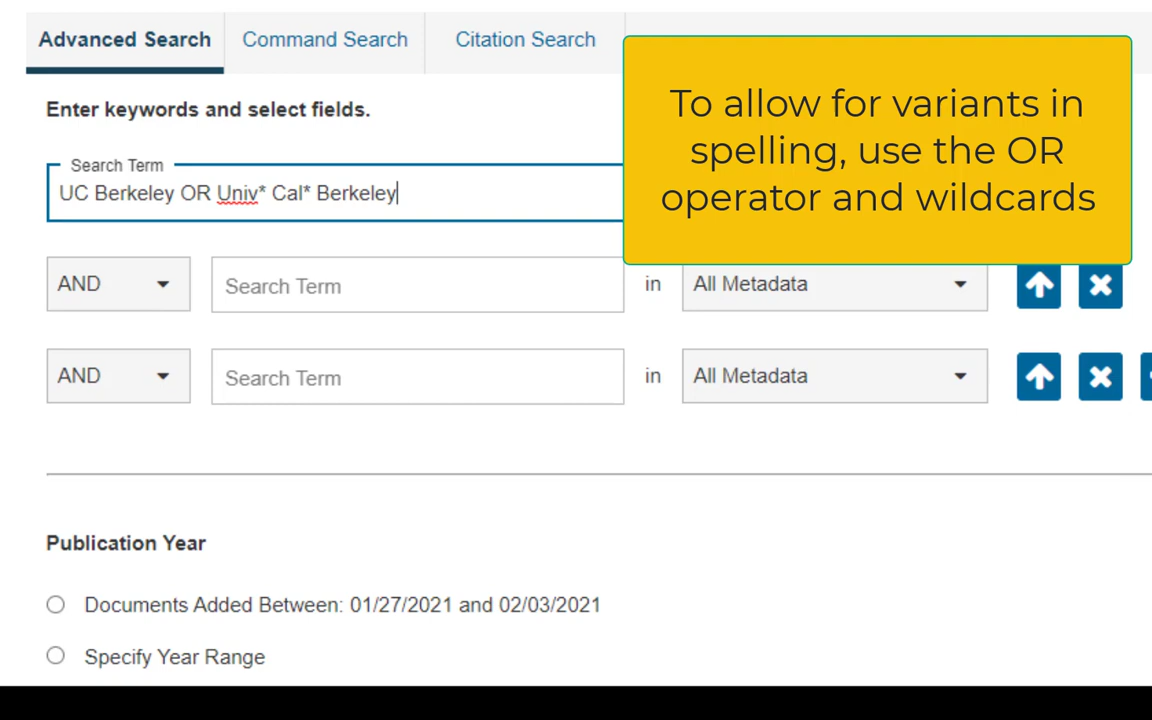 Advanced Search
Command Search
Citation Search
To allow for variants in
spelling, use the OR
operator and wildcards
Enter keywords and select fields.
Search Term
UC Berkeley OR Univ* Cal* Berkeley
AND
Search Term
in
All Metadata
AND
Search Term
in
All Metadata
Publication Year
Documents Added Between: 01/27/2021 and 02/03/2021
Specify Year Range